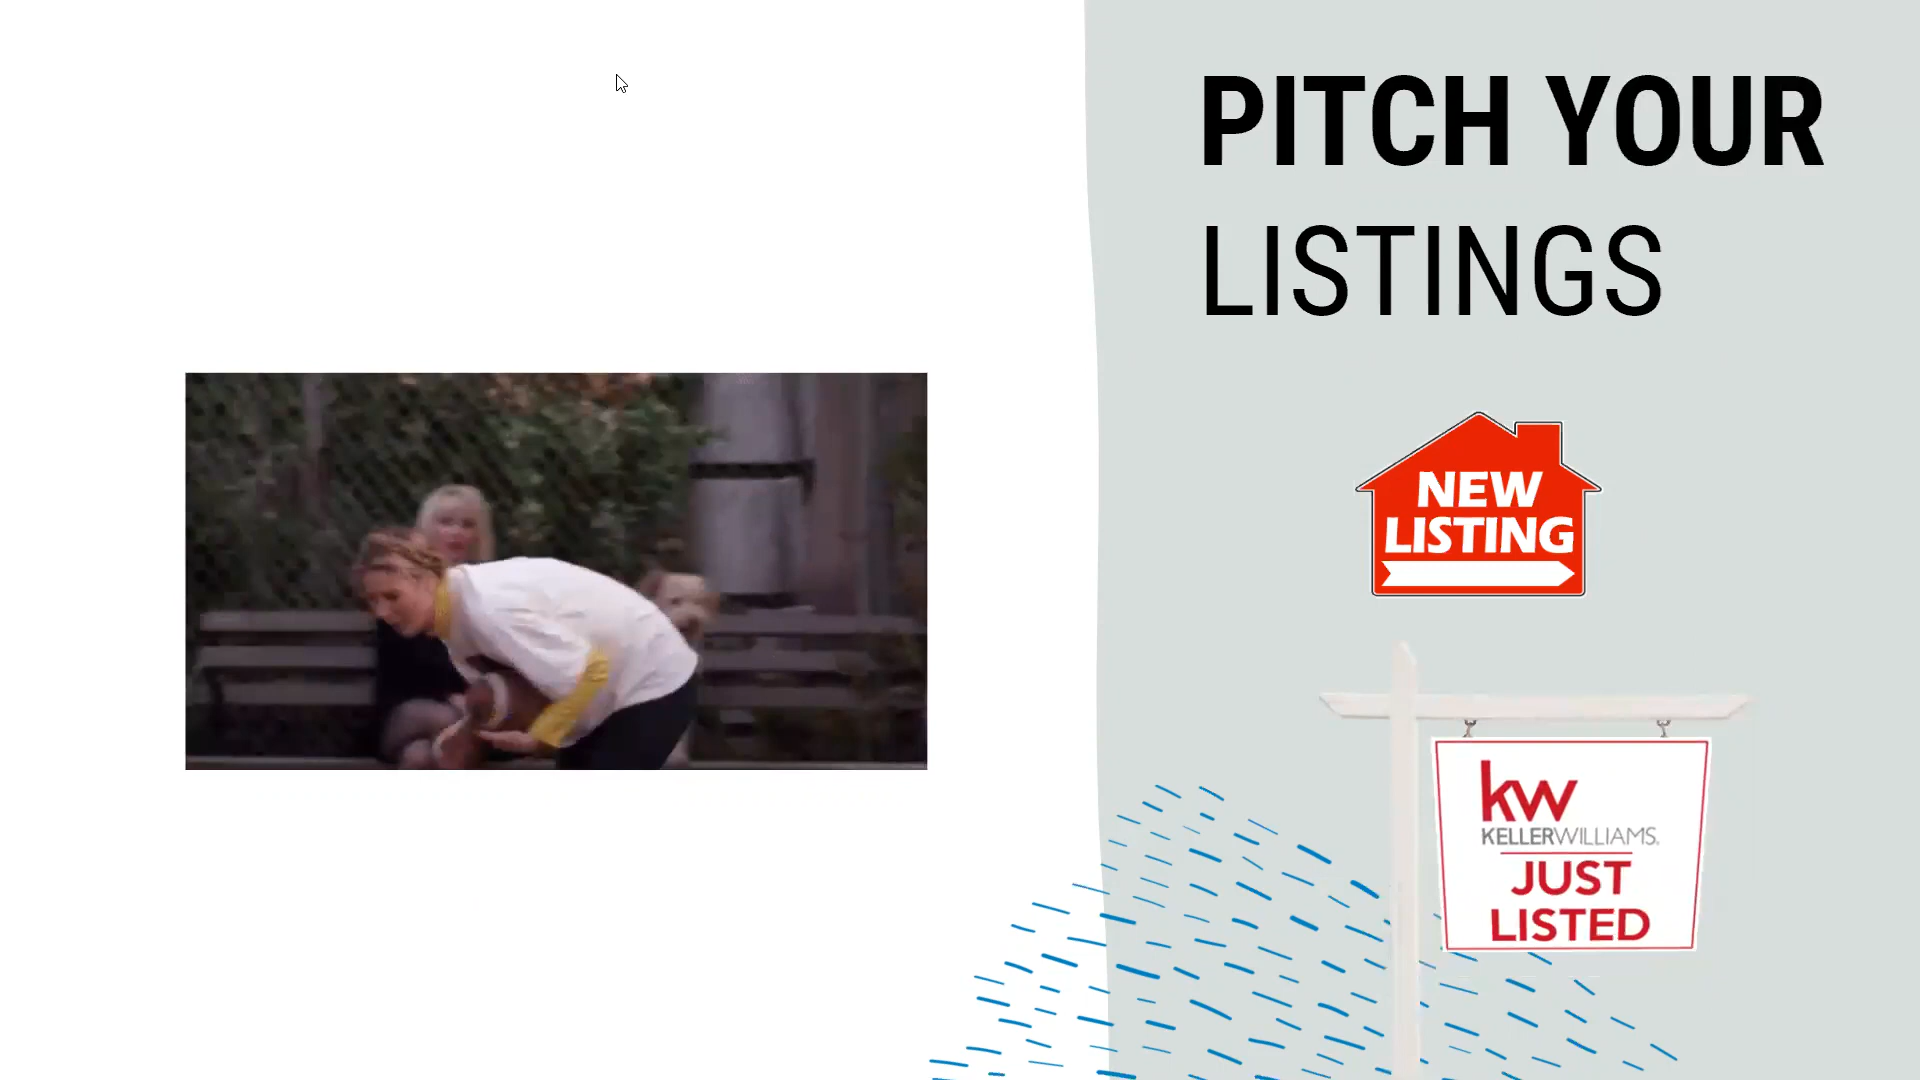 PITCH YOUR
LISTINGS
NEW
LISTING
kw
KELLERWILLIAMS.
JUST
LISTED